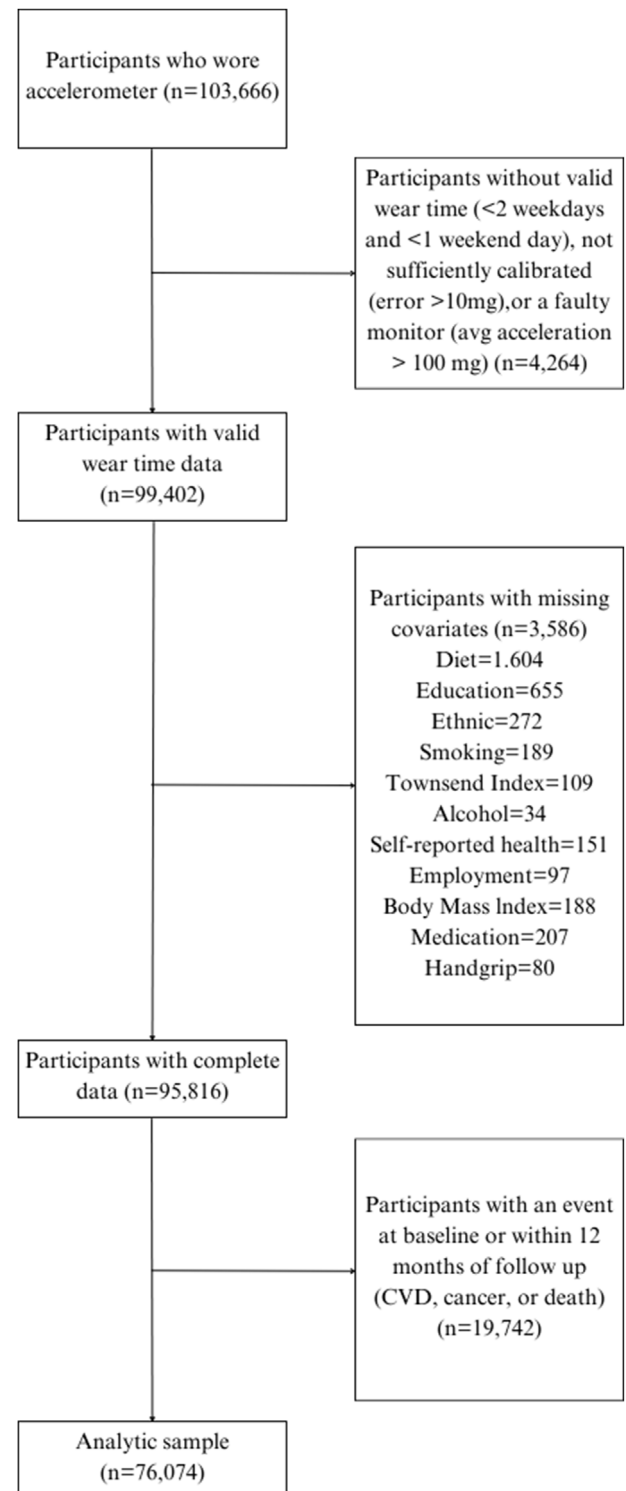 Participants who wore
accelerometer (n=103,666)
Participants without valid
wear time (<2 weekdays
and <1 weekend day), not
sufficiently calibrated
(error >10mg),or a faulty
monitor (avg acceleration
> 100 mg) (n=4,264)
Participants with valid
wear time data
(n=99,402)
Participants with missing
covariates (n=3,586)
Diet=1.604
Education=655
Ethnic=272
Smoking=189
Townsend Index=109
Alcohol=34
Self-reported health=151
Employment=97
Body Mass Index=188
Medication=207
Handgrip=80
Participants with complete
data (n=95,816)
Participants with an event
at baseline or within 12
months of follow up
(CVD, cancer, or death)
(n=19,742)
Analytic sample
(n=76,074)